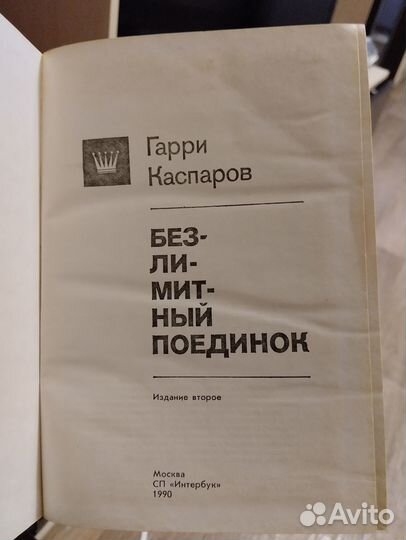 Гарри
Каспаров
БЕЗ-
ЛИ-
МИТ-
НЫЙ
ПОЕДИНОК
Издание второе
Москва
СП «Интербук»
1990
Avito